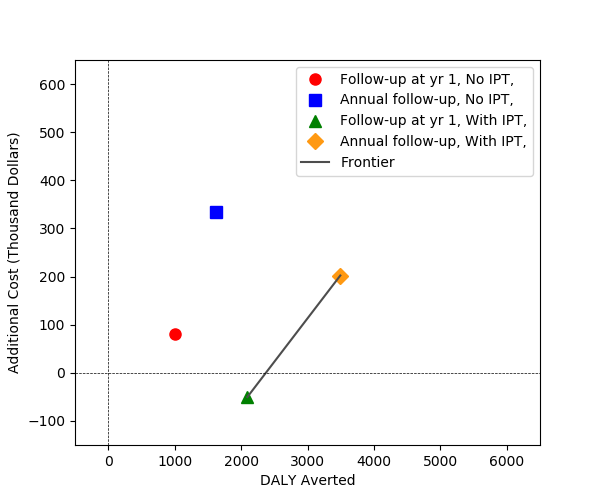 Follow-up at yr 1, No IPT,
Annual follow-up, No IPT,
Follow-up at yr 1, With IPT,
Annual follow-up, With IPT,
Frontier
Additional Cost (Thousand Dollars)
600
500
400
300
200
100
0
−100
0 1000 2000 3000 4000 5000 6000
DALY Averted